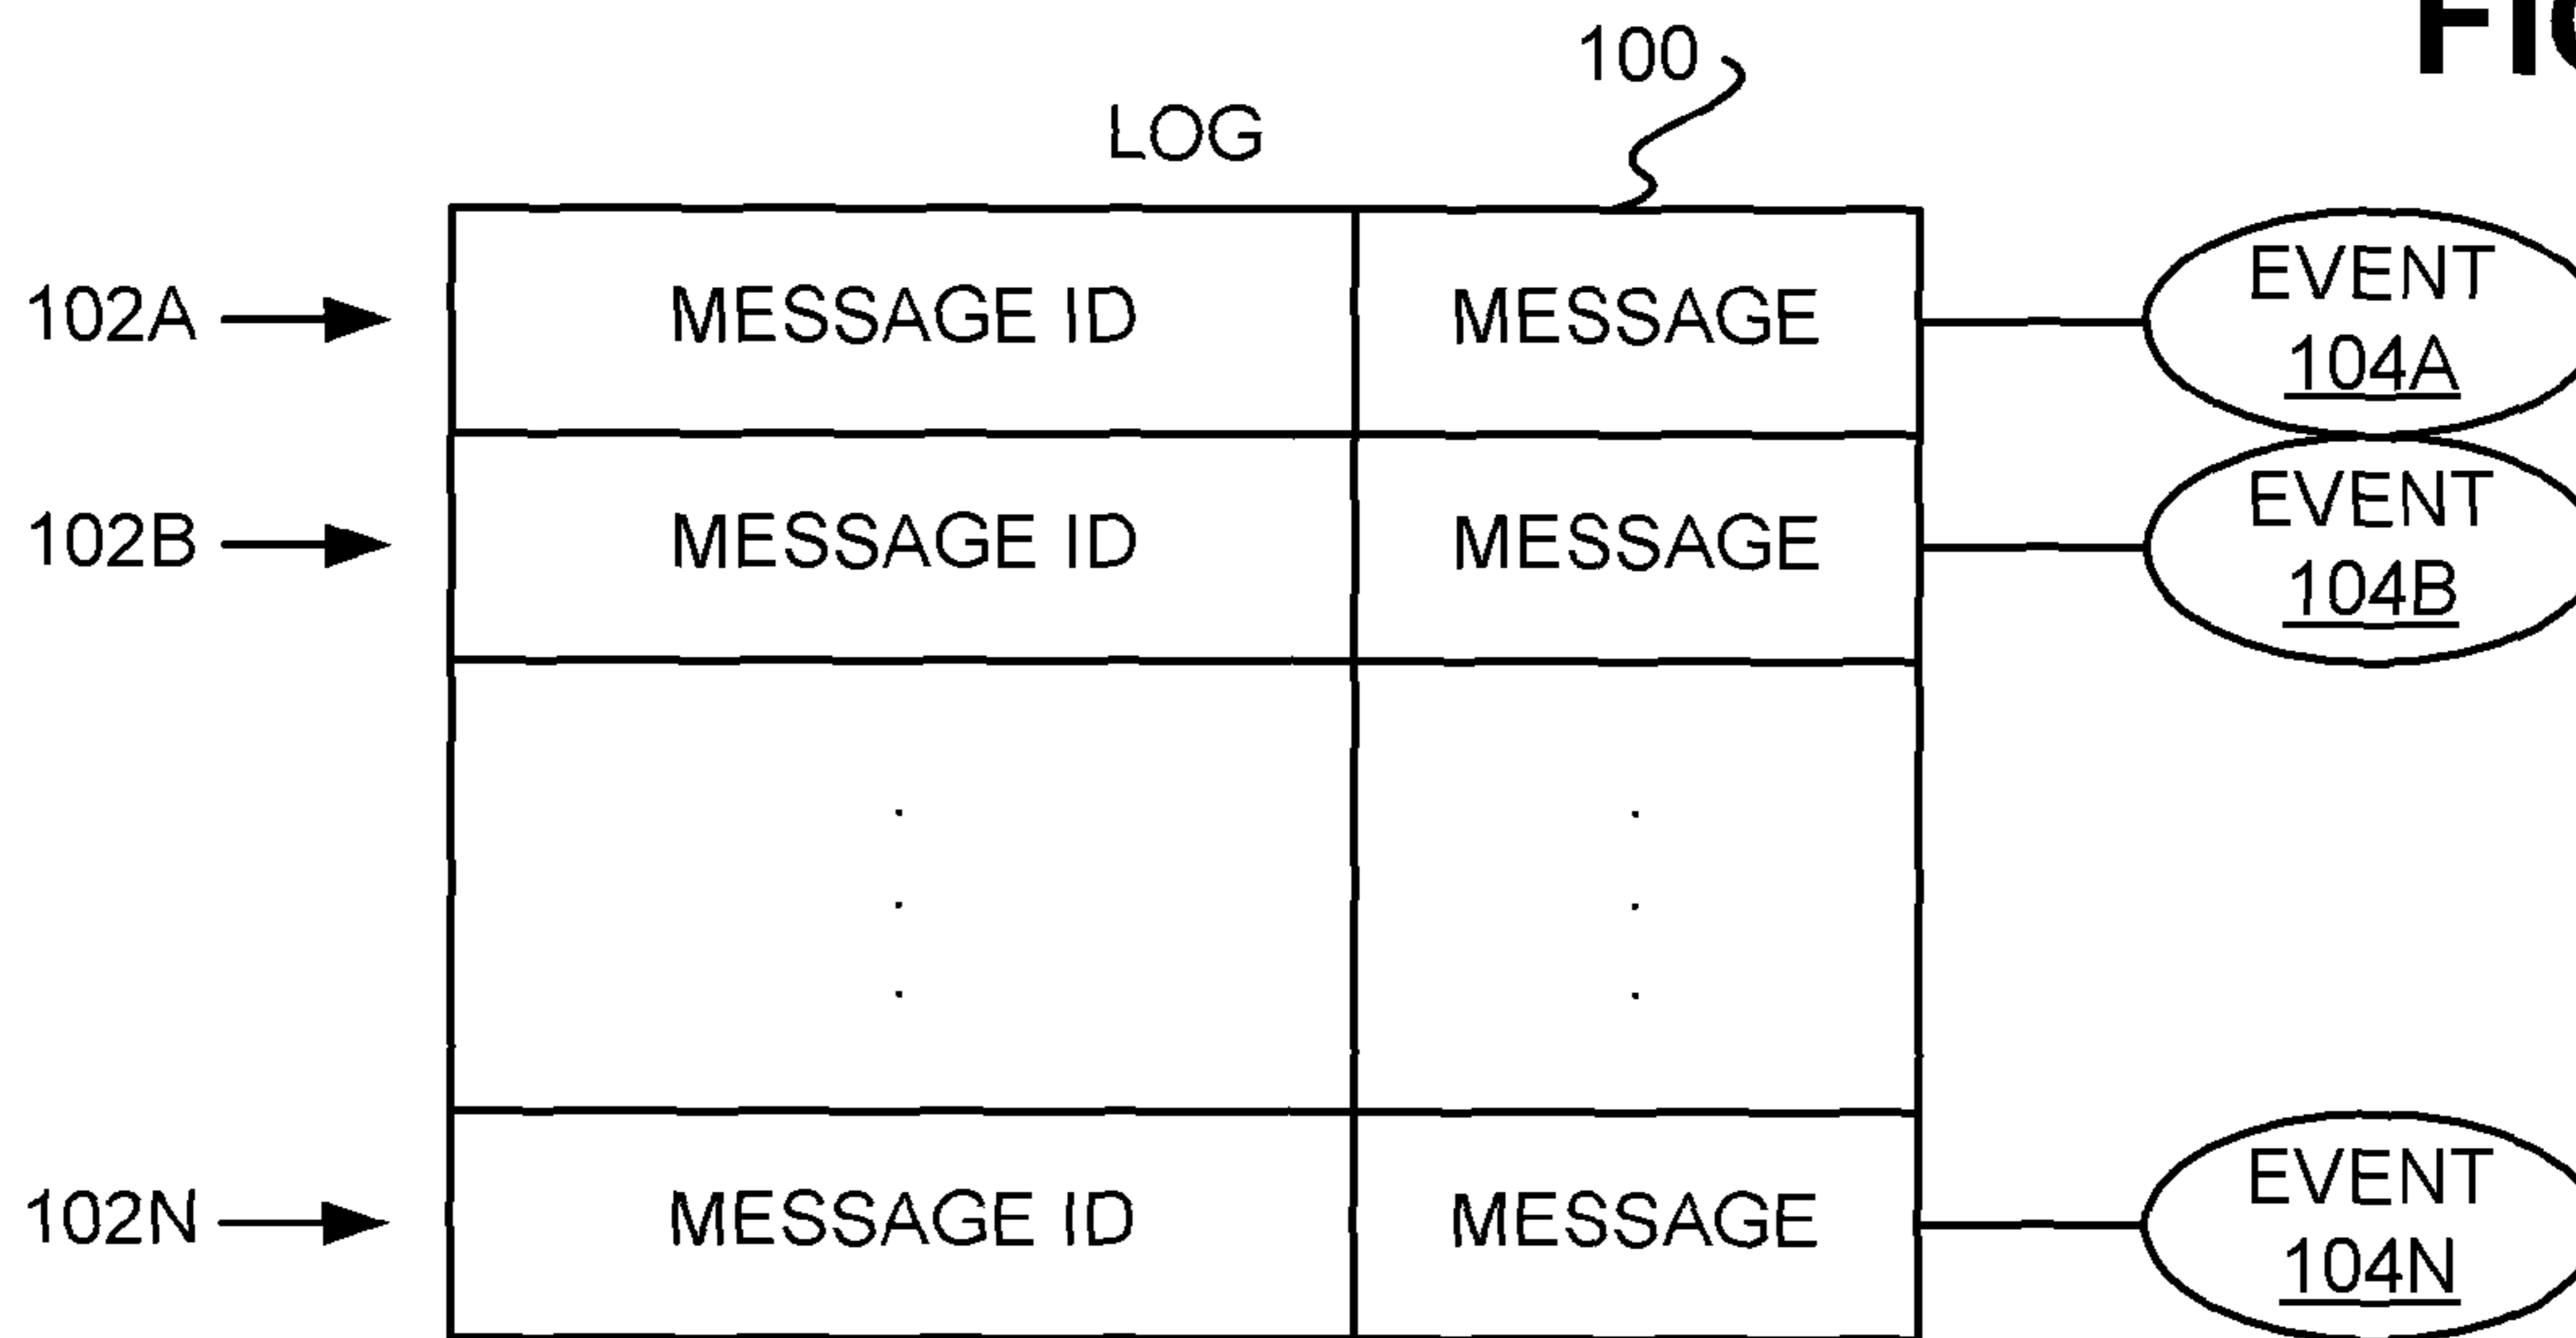 100
LOG
102A MESSAGE ID MESSAGE EVENT
104A
102B MESSAGE ID MESSAGE EVENT
104B
102N MESSAGE ID MESSAGE EVENT
104N